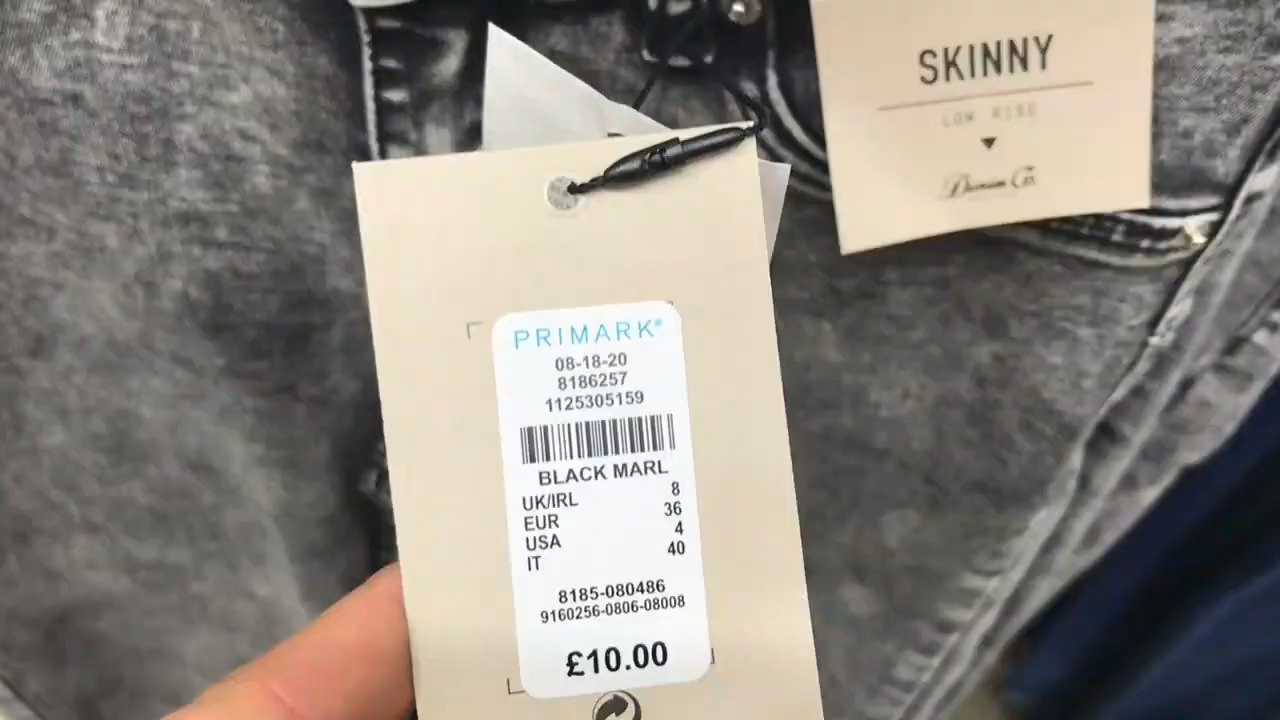 SKINNY
LOW RISE
PRIMARK®
08-18-20
8186257
1125305159
BLACK MARL
UK/IRL 8
EUR 36
USA 4
IT 40
8185-080486
9160256-0806-08008
£10.00